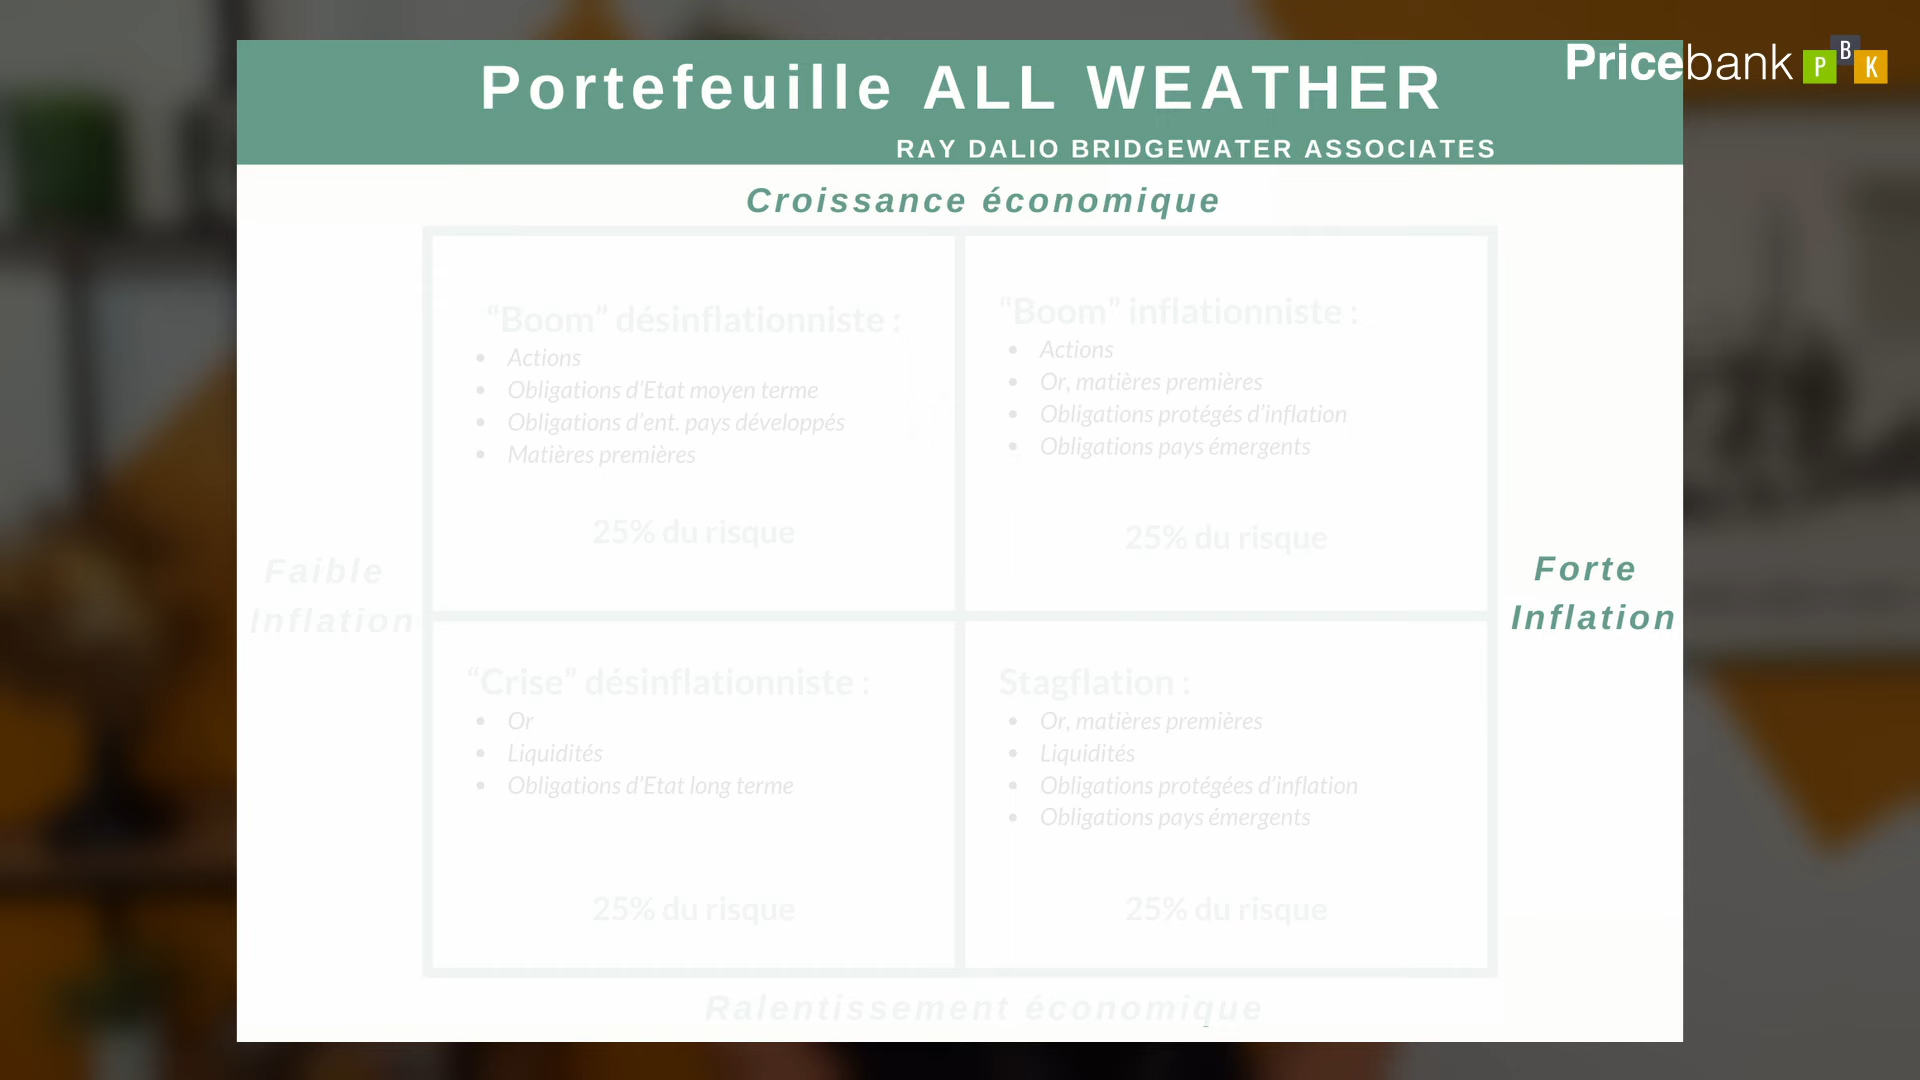 Portefeuille ALL WEATHER
Pricebank P B K
RAY DALIO BRIDGEWATER ASSOCIATES
Croissance économique
“Boom” désinflationniste :
• Actions
• Obligations d’Etat moyen terme
• Obligations d’ent. pays développés
• Matières premières
25% du risque
“Boom” inflationniste :
• Actions
• Or, matières premières
• Obligations protégés d’inflation
• Obligations pays émergents
25% du risque
Faible
Inflation
Forte
Inflation
“Crise” désinflationniste :
• Or
• Liquidités
• Obligations d’Etat long terme
25% du risque
Stagflation :
• Or, matières premières
• Liquidités
• Obligations protégées d’inflation
• Obligations pays émergents
25% du risque
Ralentissement économique